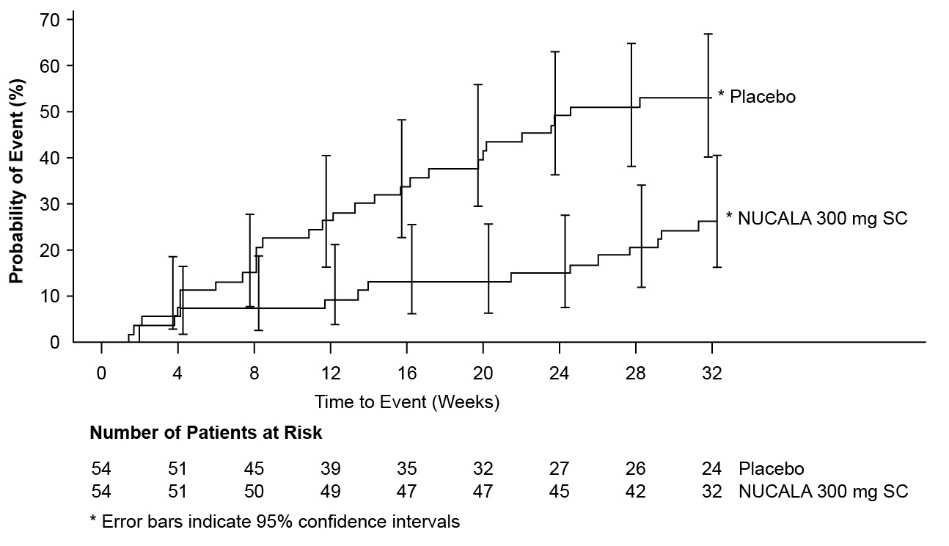 70
60
50
40
30
20
10
0
Probability of Event (%)
* Placebo
* NUCALA 300 mg SC
0 4 8 12 16 20 24 28 32
Time to Event (Weeks)
Number of Patients at Risk
54 51 45 39 35 32 27 26 24 Placebo
54 51 50 49 47 47 45 42 32 NUCALA 300 mg SC
* Error bars indicate 95% confidence intervals